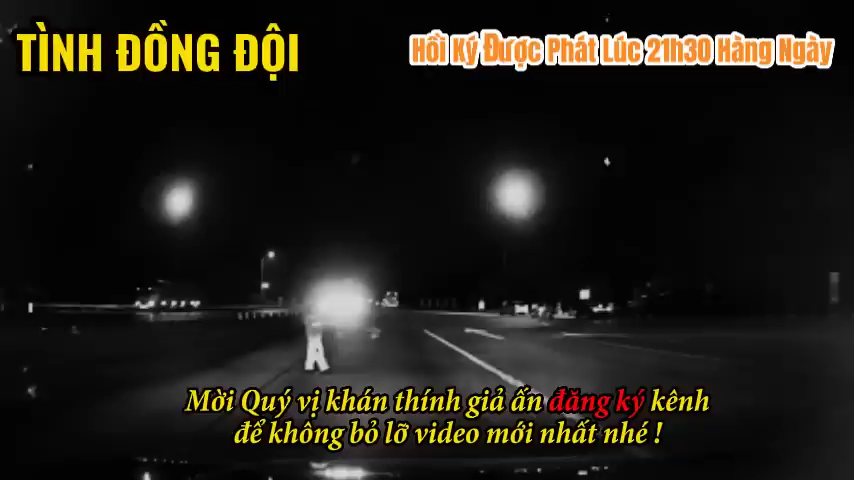 TÌNH ĐỒNG ĐỘI
Hồi Ký Được Phát Lúc 21h30 Hàng Ngày
Mời Quý vị khán thính giả ấn đăng ký kênh
để không bỏ lỡ video mới nhất nhé !